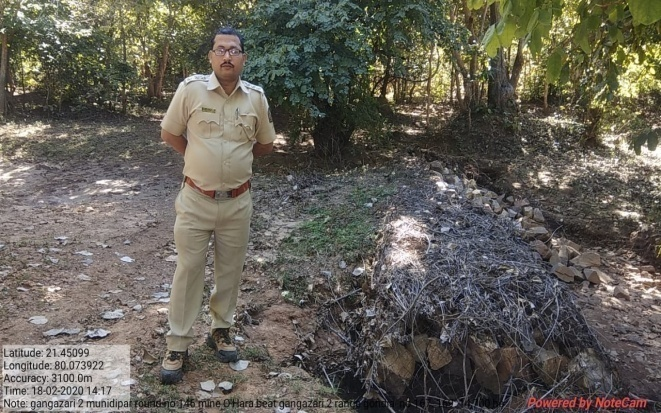 Latitude: 21.45099
Longitude: 80.073922
Accuracy: 3100.0m
Time: 18-02-2020 14:17
Note: gangazari 2 mundipar round no 146 mine O Hara beat gangazari 2
Powered by NoteCam